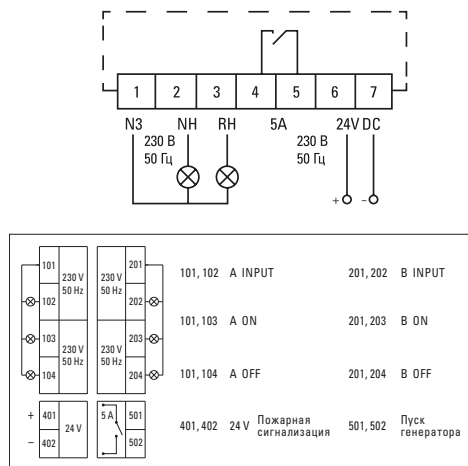 1 2 3 4 5 6 7
N3 NH RH 5A 24V DC
230 В 230 В
50 Гц 50 Гц
+ −
101 230 V 50 Hz 230 V 50 Hz 201
102 202
103 230 V 50 Hz 230 V 50 Hz 203
104 204
+ 401 24 V 5 A 501
− 402 502
101, 102 A INPUT 201, 202 B INPUT
101, 103 A ON 201, 203 B ON
101, 104 A OFF 201, 204 B OFF
401, 402 24 V Пожарная сигнализация 501, 502 Пуск генератора